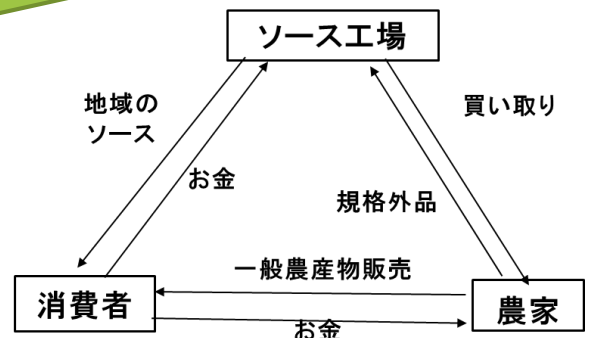 ソース工場
地域の
ソース
買い取り
お金
規格外品
一般農産物販売
消費者
農家
お金